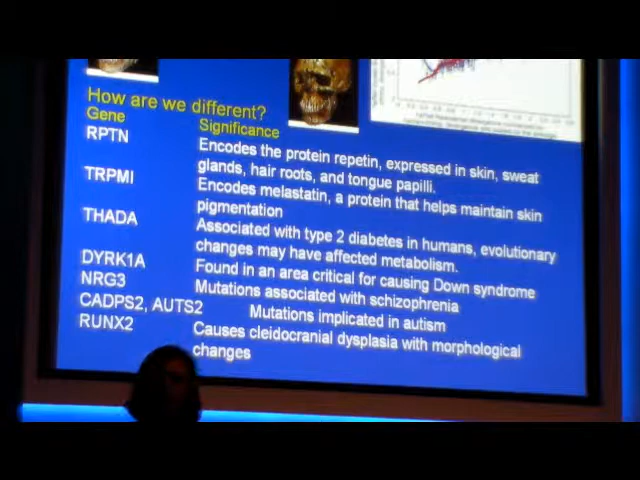 How are we different?
Gene Significance
RPTN Encodes the protein repetin, expressed in skin, sweat
glands, hair roots, and tongue papilli.
TRPMI Encodes melastatin, a protein that helps maintain skin
pigmentation
THADA Associated with type 2 diabetes in humans, evolutionary
changes may have affected metabolism.
DYRK1A Found in an area critical for causing Down syndrome
NRG3 Mutations associated with schizophrenia
CADPS2, AUTS2 Mutations implicated in autism
RUNX2 Causes cleidocranial dysplasia with morphological
changes